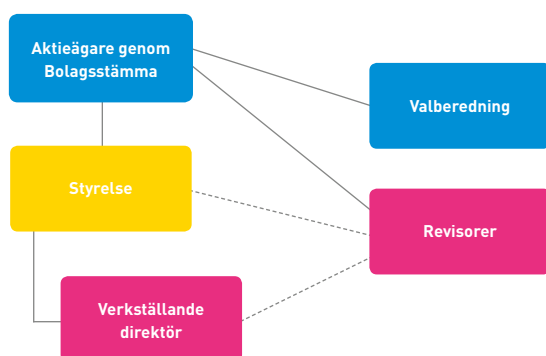 Aktieägare genom
Bolagsstämma
Valberedning
Styrelse
Revisorer
Verkställande
direktör